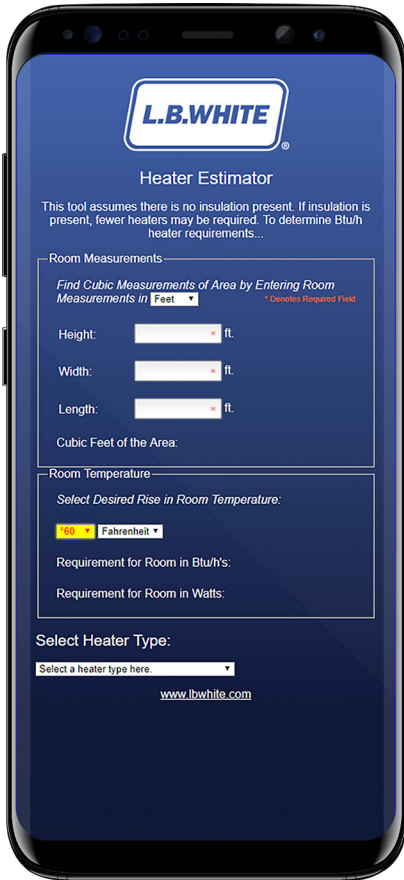 L.B.WHITE ®
Heater Estimator
This tool assumes there is no insulation present. If insulation is
present, fewer heaters may be required. To determine Btu/h
heater requirements...
Room Measurements
Find Cubic Measurements of Area by Entering Room
Measurements in Feet ▼ * Denotes Required Field
Height: * ft.
Width: * ft.
Length: * ft.
Cubic Feet of the Area:
Room Temperature
Select Desired Rise in Room Temperature:
°60 ▼ Fahrenheit ▼
Requirement for Room in Btu/h's:
Requirement for Room in Watts:
Select Heater Type:
Select a heater type here. ▼
www.lbwhite.com